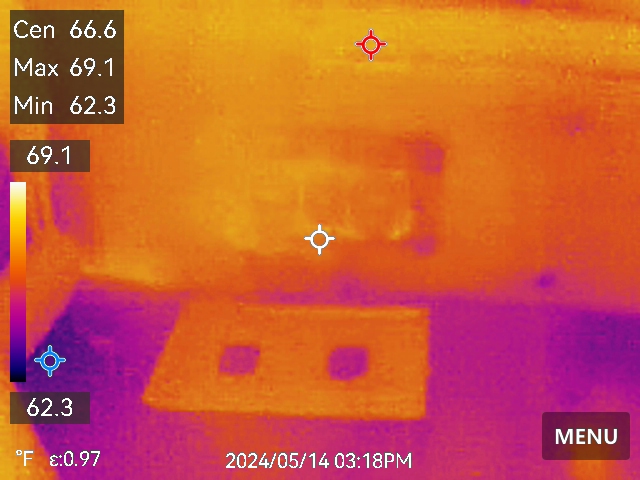 Cen 66.6
Max 69.1
Min 62.3
69.1
62.3
°F ε:0.97
2024/05/14 03:18PM
MENU